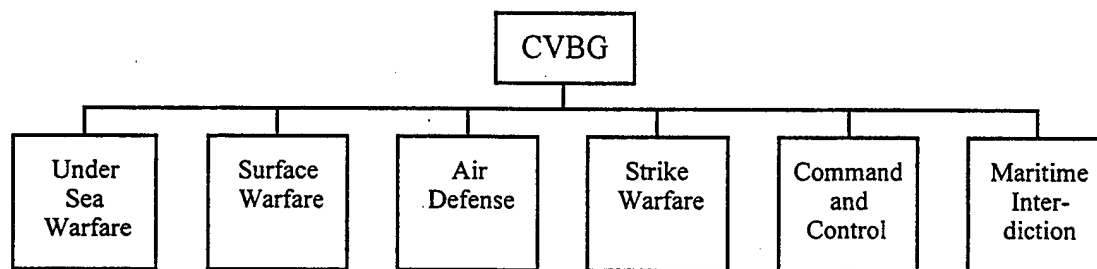 CVBG
Under
Sea
Warfare
Surface
Warfare
Air
Defense
Strike
Warfare
Command
and
Control
Maritime
Inter-
diction